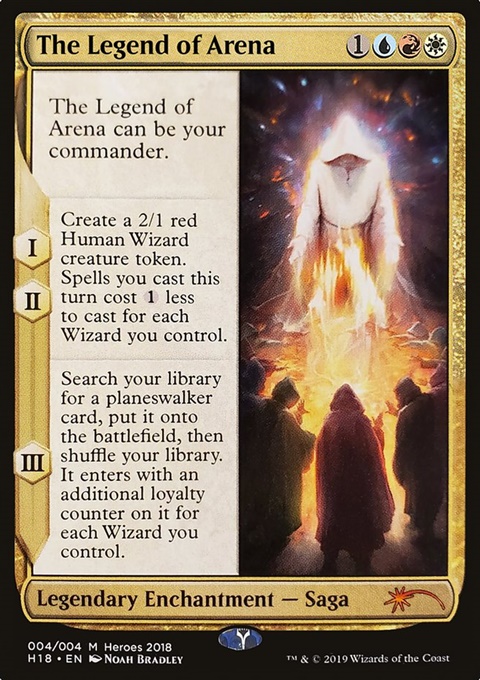 The Legend of Arena 1
The Legend of
Arena can be your
commander.
I
II
Create a 2/1 red
Human Wizard
creature token.
Spells you cast this
turn cost 1 less
to cast for each
Wizard you control.
III
Search your library
for a planeswalker
card, put it onto
the battlefield, then
shuffle your library.
It enters with an
additional loyalty
counter on it for
each Wizard you
control.
Legendary Enchantment — Saga
004/004 M Heroes 2018
H18 • EN Noah Bradley
™ & © 2019 Wizards of the Coast